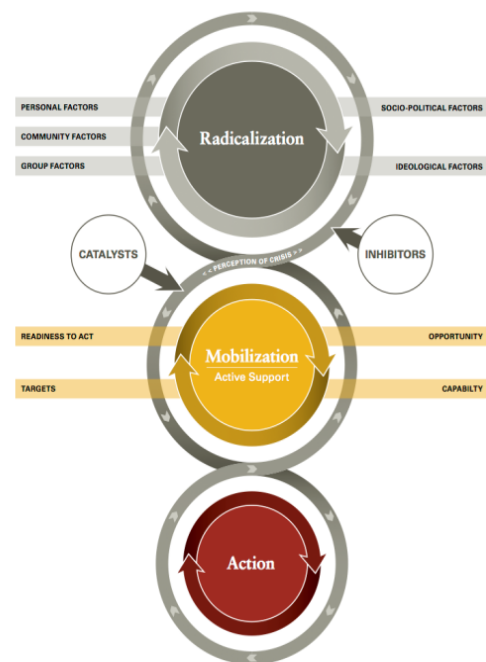 PERSONAL FACTORS
SOCIO-POLITICAL FACTORS
Radicalization
COMMUNITY FACTORS
GROUP FACTORS
IDEOLOGICAL FACTORS
CATALYSTS
INHIBITORS
< < PERCEPTION OF CRISIS > >
READINESS TO ACT
OPPORTUNITY
Mobilization
Active Support
TARGETS
CAPABILTY
Action